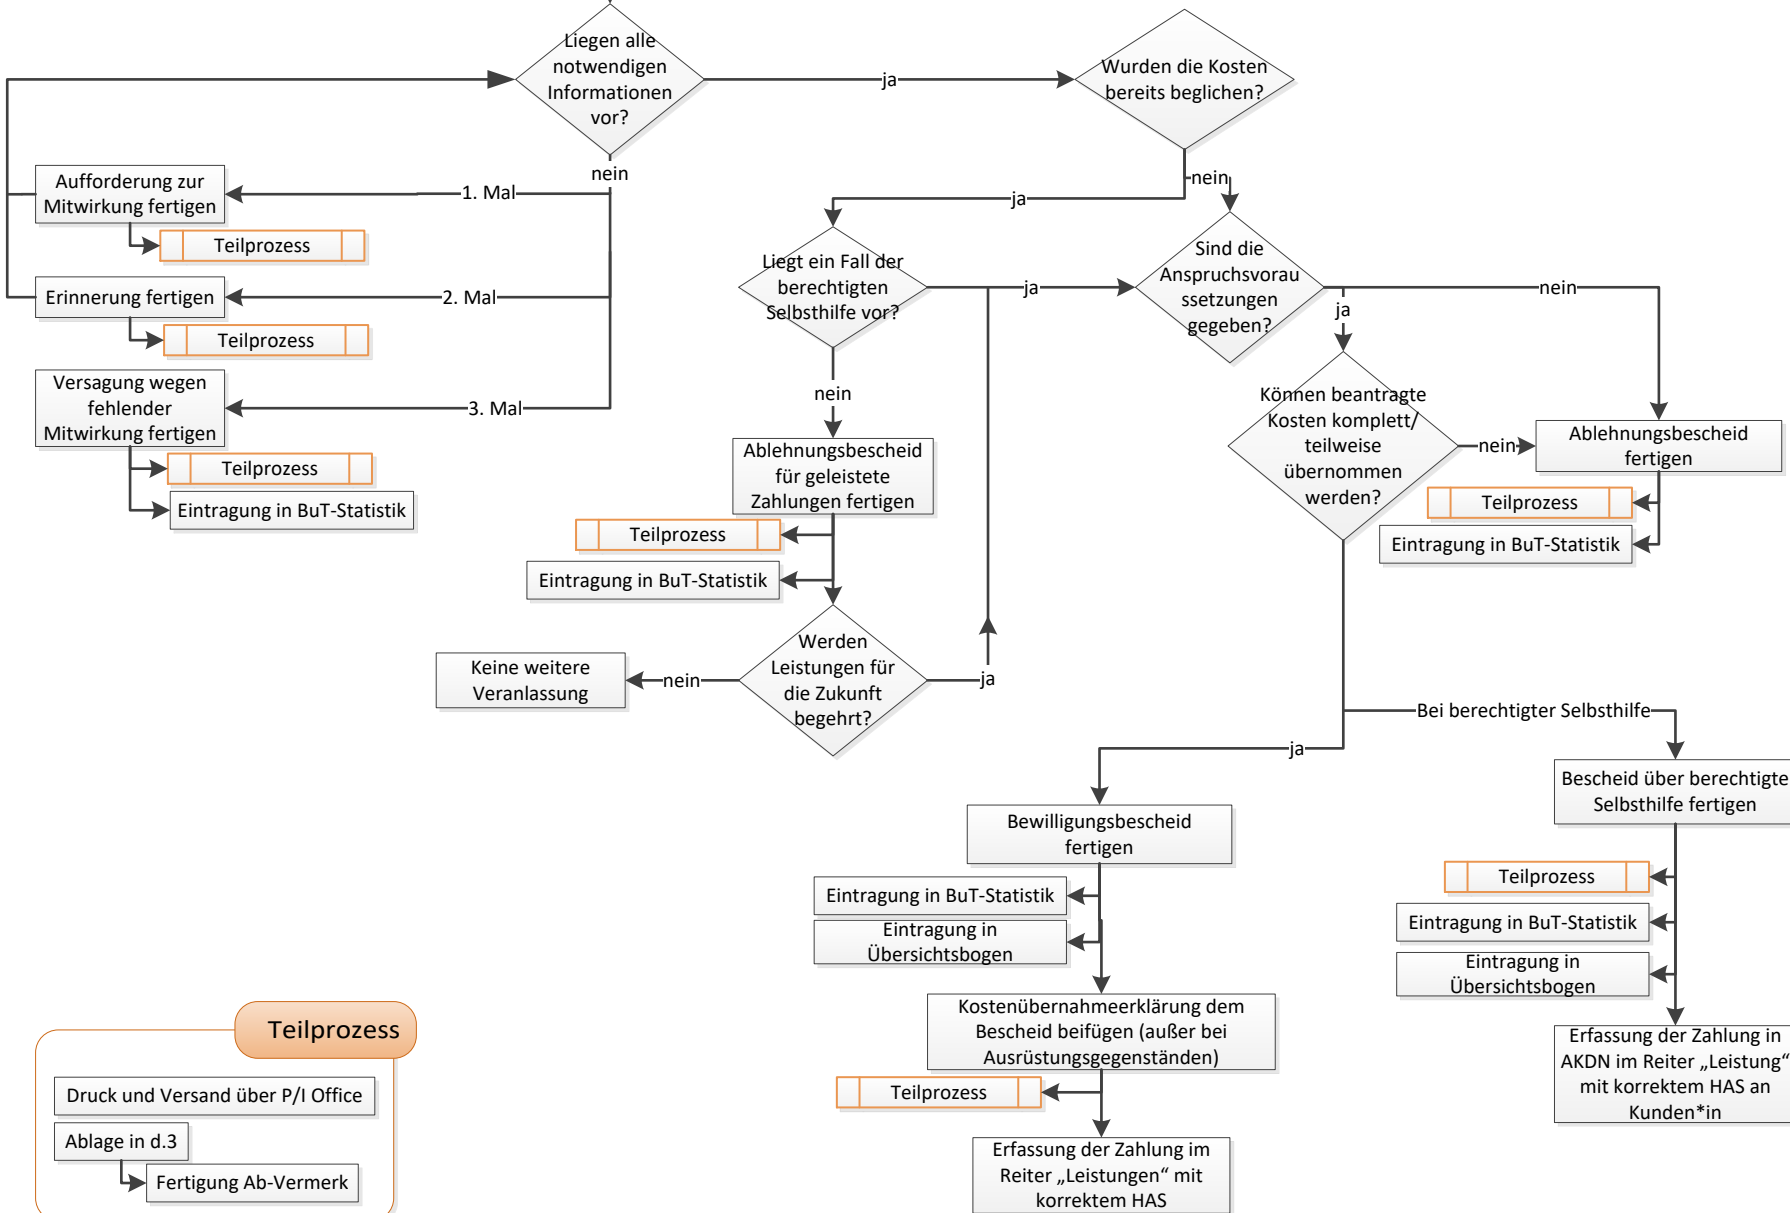 Liegen alle
notwendigen
Informationen
vor?
ja
Wurden die Kosten
bereits beglichen?
nein
Aufforderung zur
Mitwirkung fertigen
1. Mal
Teilprozess
Erinnerung fertigen
2. Mal
Teilprozess
Versagung wegen
fehlender
Mitwirkung fertigen
3. Mal
Teilprozess
Eintragung in BuT-Statistik
ja
nein
Liegt ein Fall der
berechtigten
Selbsthilfe vor?
ja
Sind die
Anspruchsvorau
ssetzungen
gegeben?
nein
ja
nein
Ablehnungsbescheid
für geleistete
Zahlungen fertigen
Teilprozess
Eintragung in BuT-Statistik
Werden
Leistungen für
die Zukunft
begehrt?
nein
Keine weitere
Veranlassung
ja
Können beantragte
Kosten komplett/
teilweise
übernommen
werden?
nein
Ablehnungsbescheid
fertigen
Teilprozess
Eintragung in BuT-Statistik
Bei berechtigter Selbsthilfe
ja
Bewilligungsbescheid
fertigen
Eintragung in BuT-Statistik
Eintragung in
Übersichtsbogen
Kostenübernahmeerklärung dem
Bescheid beifügen (außer bei
Ausrüstungsgegenständen)
Teilprozess
Erfassung der Zahlung im
Reiter „Leistungen“ mit
korrektem HAS
Bescheid über berechtigte
Selbsthilfe fertigen
Teilprozess
Eintragung in BuT-Statistik
Eintragung in
Übersichtsbogen
Erfassung der Zahlung in
AKDN im Reiter „Leistung“
mit korrektem HAS an
Kunden*in
Teilprozess
Druck und Versand über P/I Office
Ablage in d.3
Fertigung Ab-Vermerk